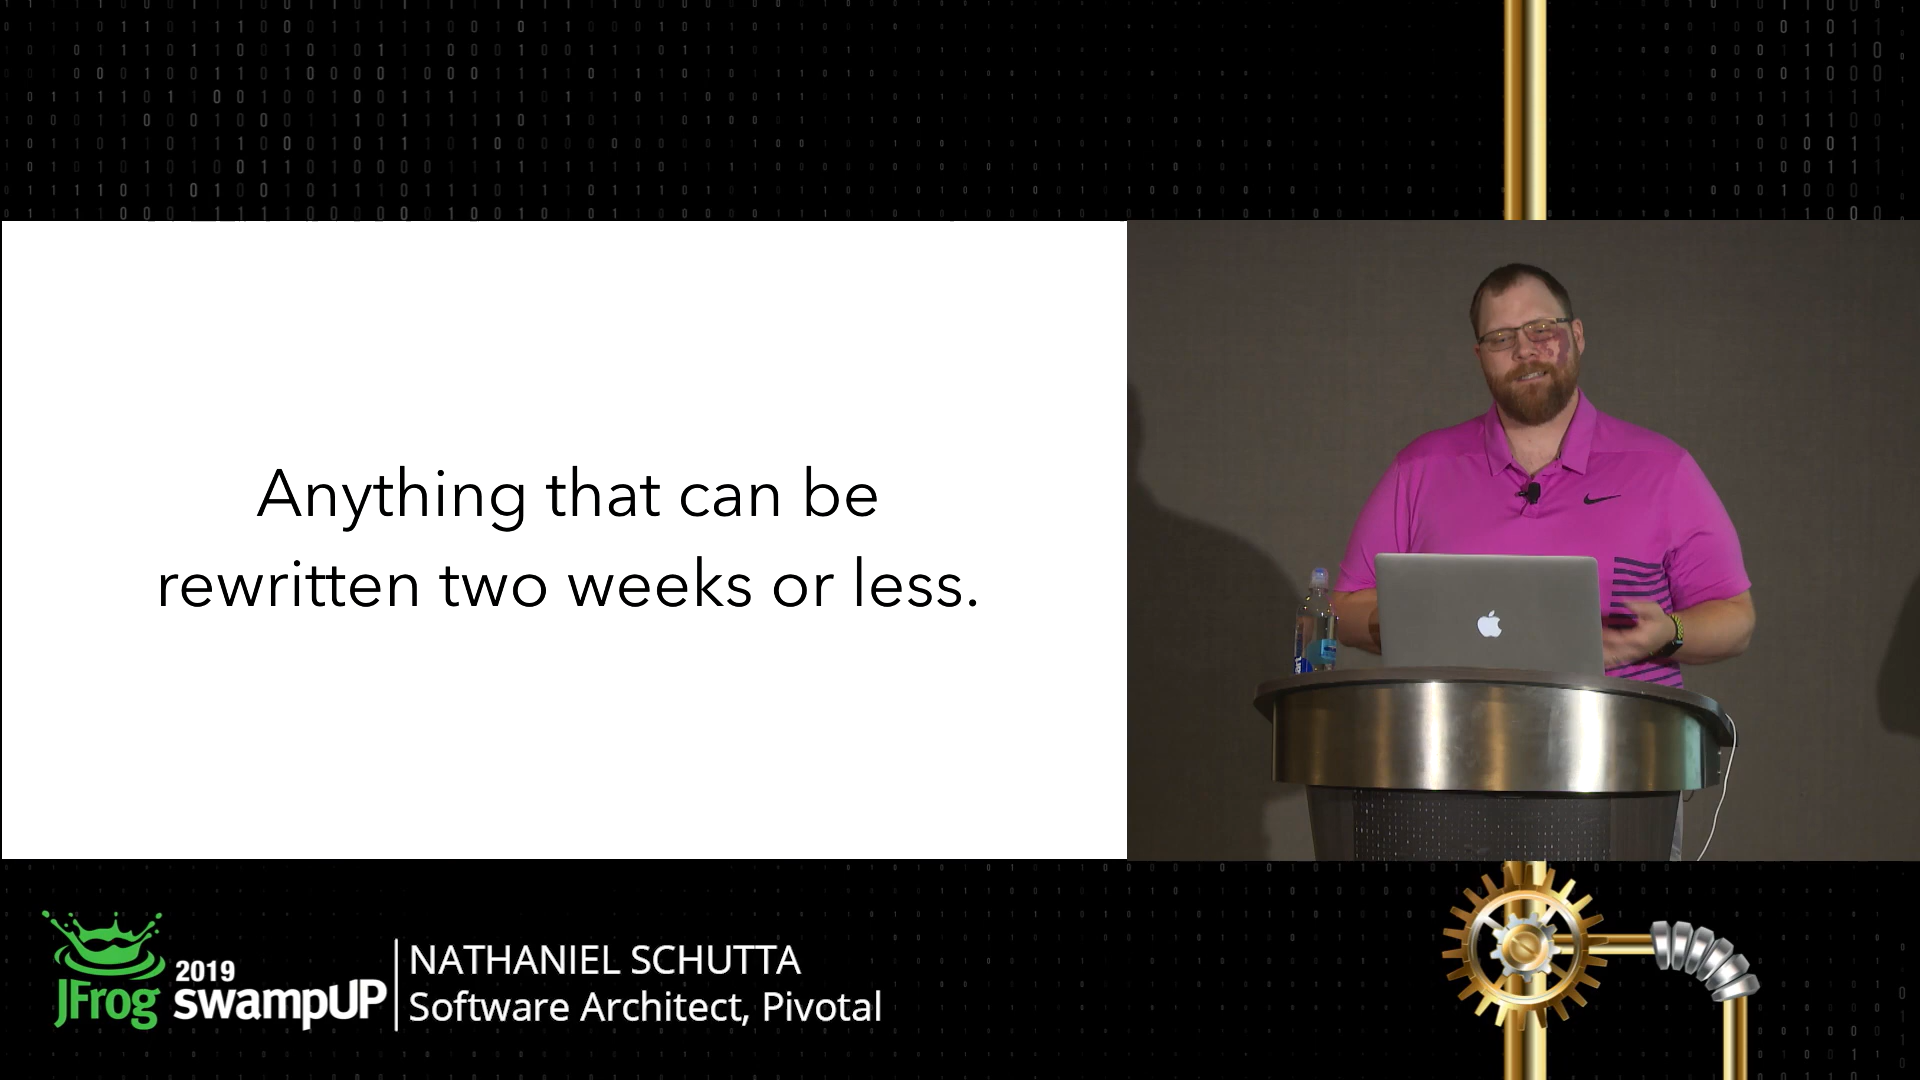 Anything that can be
rewritten two weeks or less.
2019
JFrog swampUP
NATHANIEL SCHUTTA
Software Architect, Pivotal